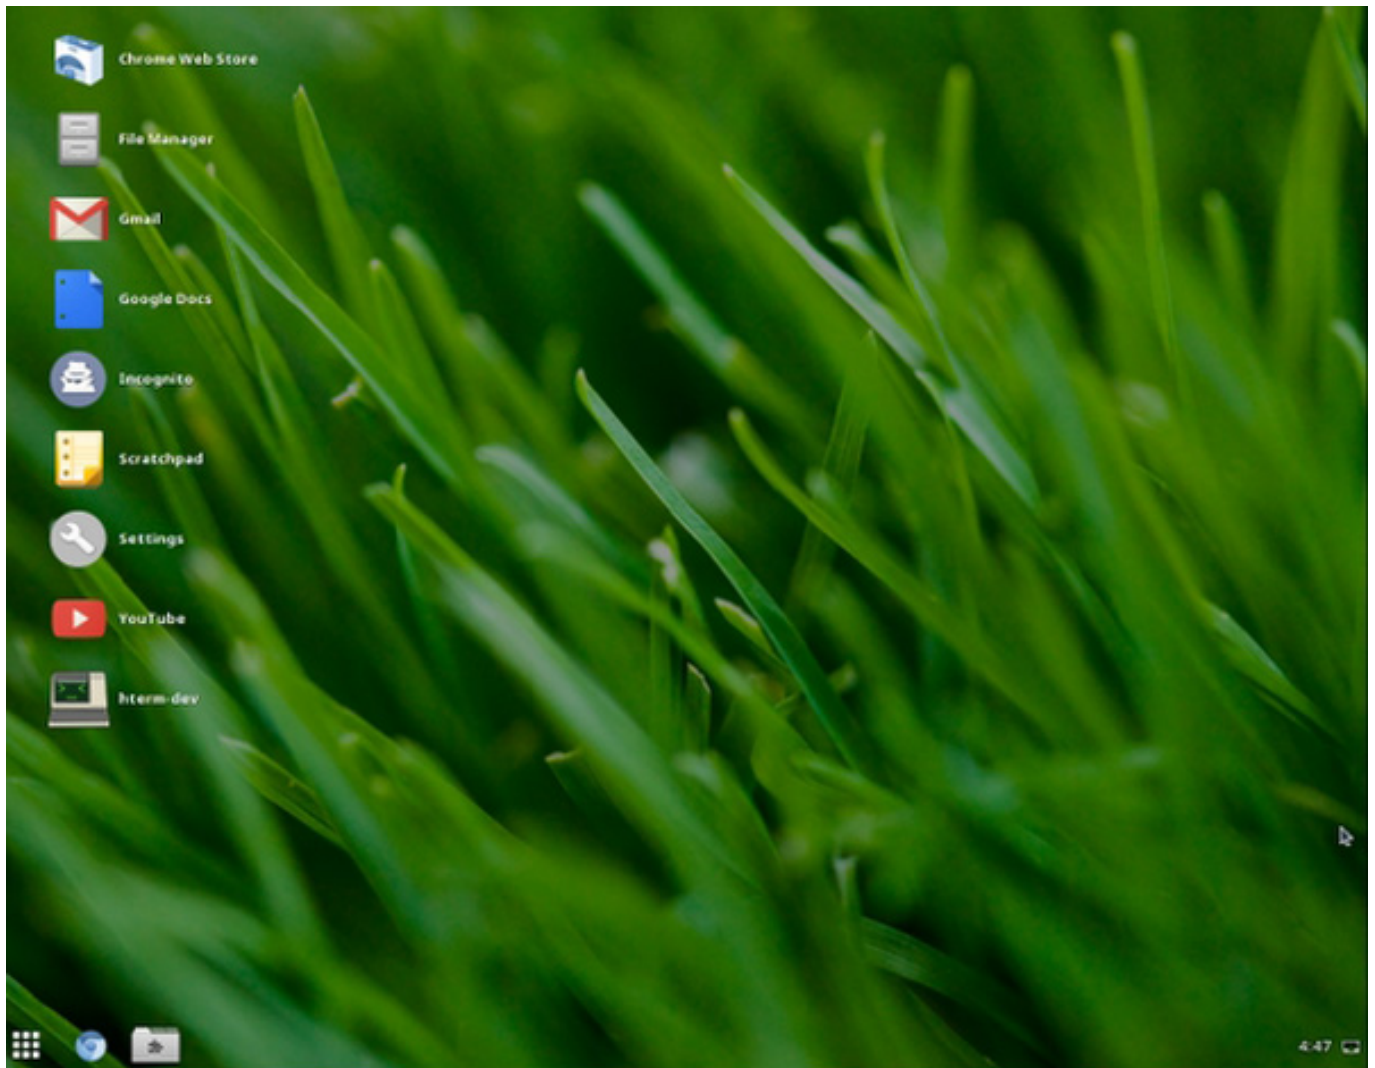 Chrome Web Store
File Manager
Gmail
Google Docs
Incognito
Scratchpad
Settings
YouTube
hterm-dev
4:47